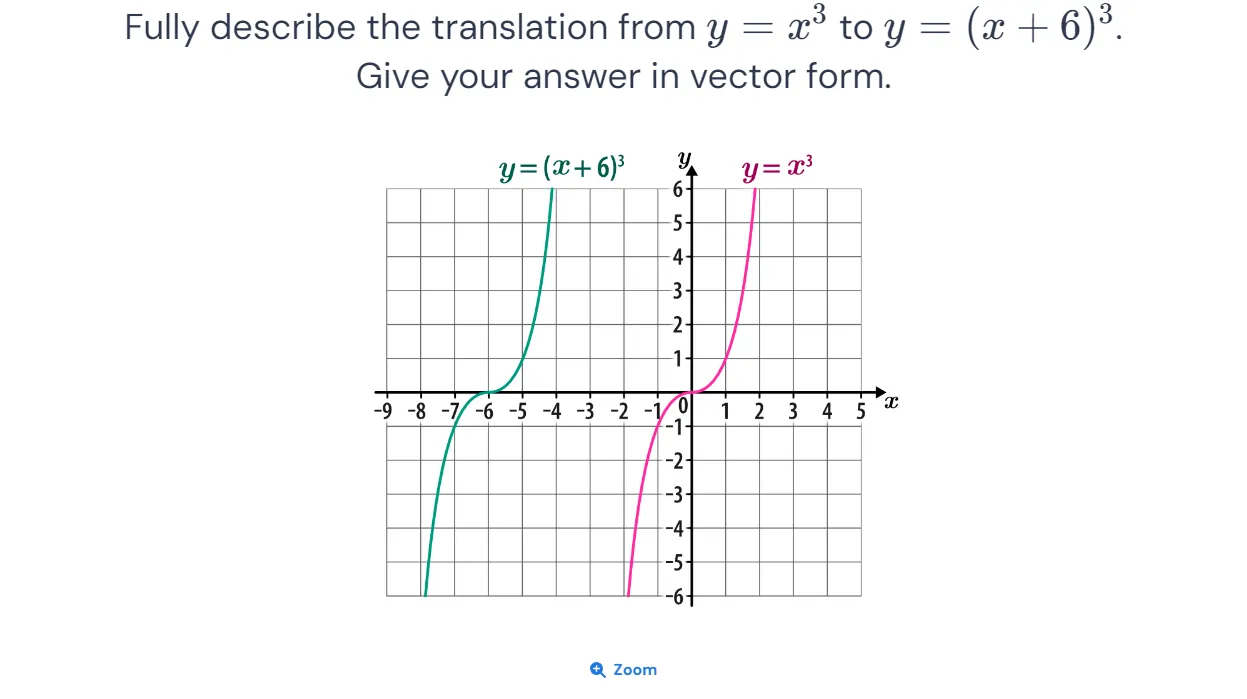 Fully describe the translation from y = x³ to y = (x + 6)³.
Give your answer in vector form.
y = (x + 6)³ y y = x³
6
5
4
3
2
1
-9 -8 -7 -6 -5 -4 -3 -2 -1 0 1 2 3 4 5 x
-1
-2
-3
-4
-5
-6
Zoom